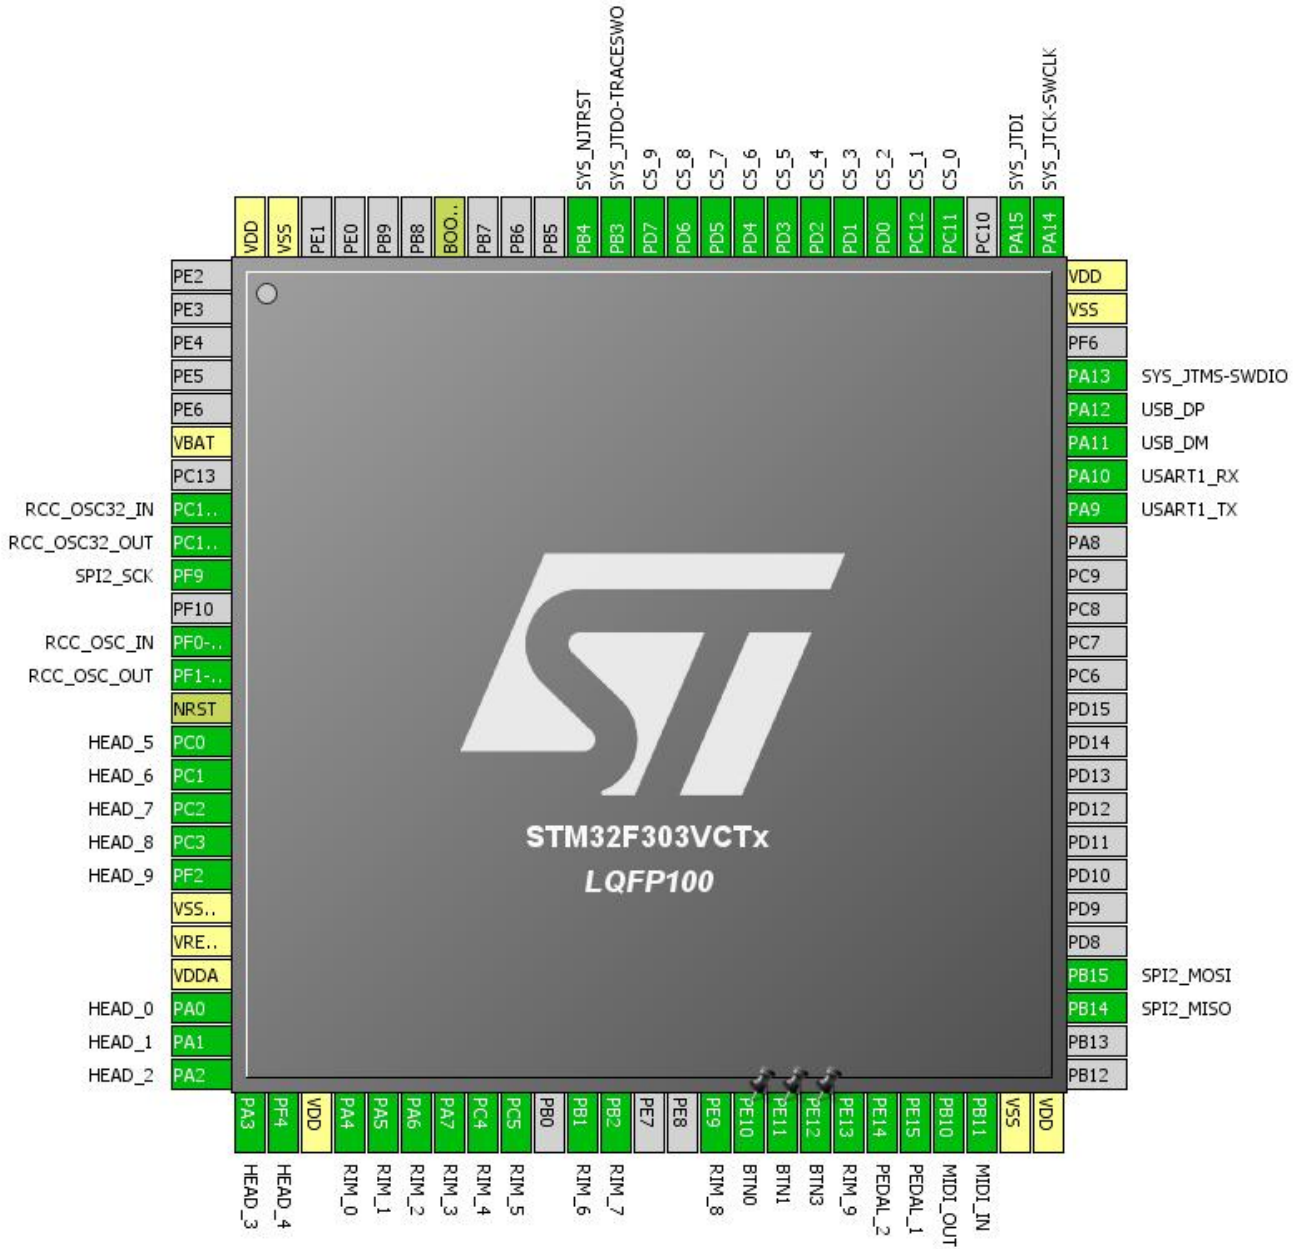 SYS_NJTRST
SYS_JTDO-TRACESWO
CS_9
CS_8
CS_7
CS_6
CS_5
CS_4
CS_3
CS_2
CS_1
CS_0
SYS_JTDI
SYS_JTCK-SWCLK
VDD
VSS
PE1
PE0
PB9
PB8
BOO..
PB7
PB6
PB5
PB4
PB3
PD7
PD6
PD5
PD4
PD3
PD2
PD1
PD0
PC12
PC11
PC10
PA15
PA14
PE2
PE3
PE4
PE5
PE6
VBAT
PC13
RCC_OSC32_IN PC1..
RCC_OSC32_OUT PC1..
SPI2_SCK PF9
PF10
RCC_OSC_IN PF0-..
RCC_OSC_OUT PF1-..
NRST
HEAD_5 PC0
HEAD_6 PC1
HEAD_7 PC2
HEAD_8 PC3
HEAD_9 PF2
VSS..
VRE..
VDDA
HEAD_0 PA0
HEAD_1 PA1
HEAD_2 PA2
ST
STM32F303VCTx
LQFP100
VDD
VSS
PF6
PA13 SYS_JTMS-SWDIO
PA12 USB_DP
PA11 USB_DM
PA10 USART1_RX
PA9 USART1_TX
PA8
PC9
PC8
PC7
PC6
PD15
PD14
PD13
PD12
PD11
PD10
PD9
PD8
PB15 SPI2_MOSI
PB14 SPI2_MISO
PB13
PB12
PA3
PF4
VDD
PA4
PA5
PA6
PA7
PC4
PC5
PB0
PB1
PB2
PE7
PE8
PE9
PE10
PE11
PE12
PE13
PE14
PE15
PB10
PB11
VSS
VDD
HEAD_3
HEAD_4
RIM_0
RIM_1
RIM_2
RIM_3
RIM_4
RIM_5
RIM_6
RIM_7
RIM_8
BTN0
BTN1
BTN3
RIM_9
PEDAL_2
PEDAL_1
MIDI_OUT
MIDI_IN